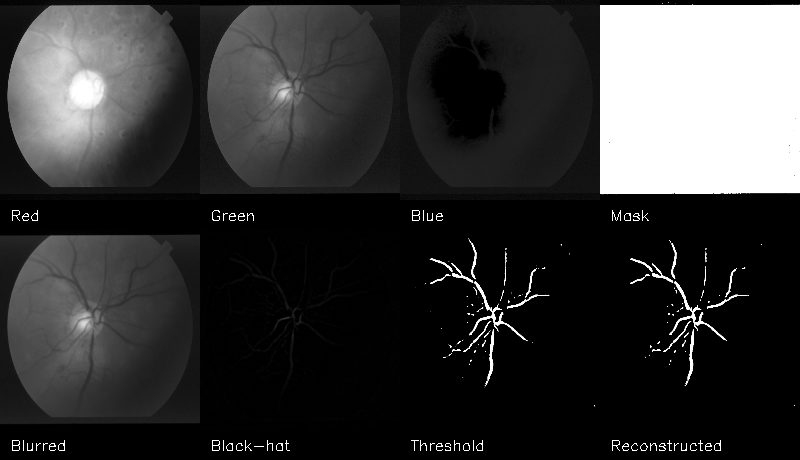 Red
Green
Blue
Mask
Blurred
Black-hat
Threshold
Reconstructed